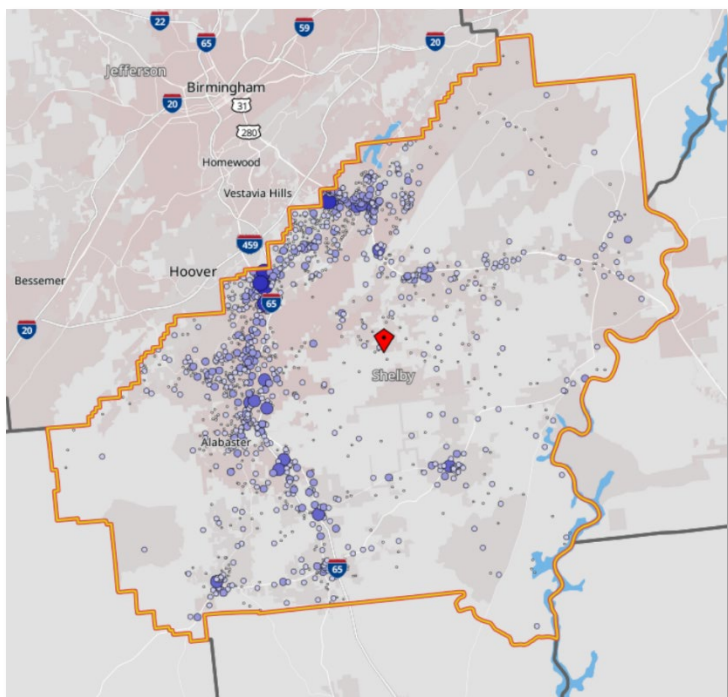 22
59
65
20
Jefferson
Birmingham
20
31
280
Homewood
Vestavia Hills
459
Hoover
Bessemer
65
20
Shelby
Alabaster
65